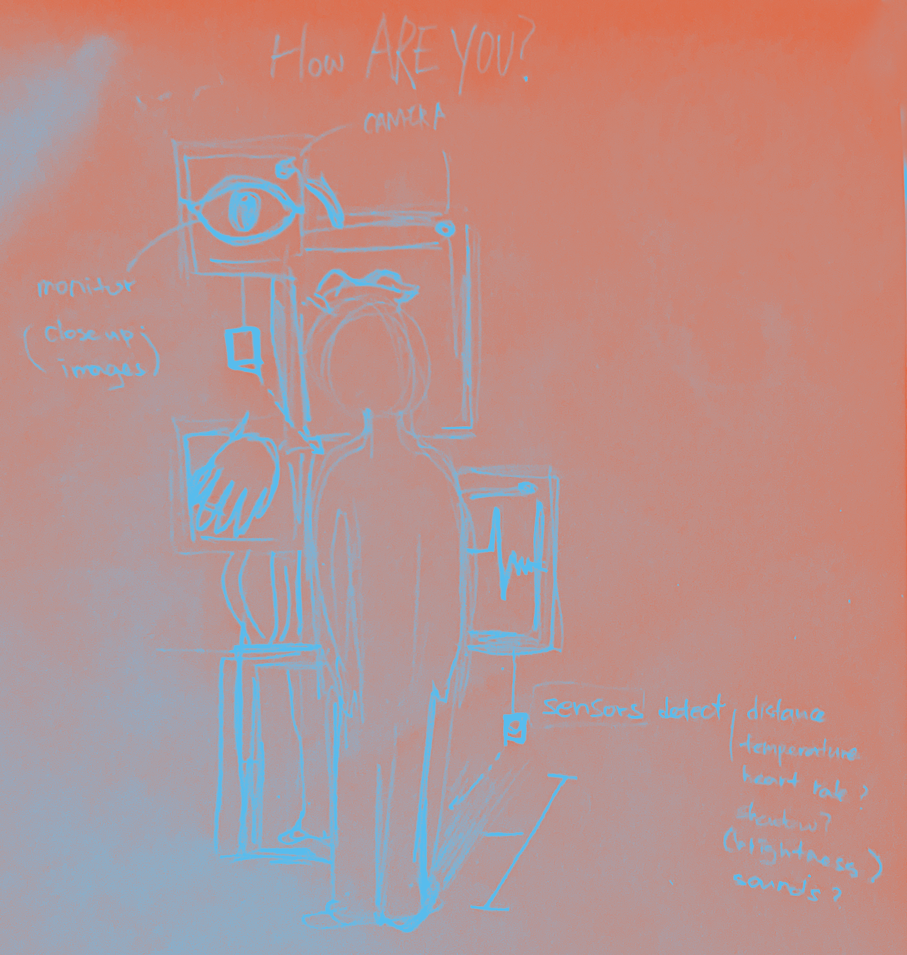 How ARE YOU?
CAMERA
monitor
(close up;
images)
sensors detect distance
temperature
heart rate?
shadow?
(brightness)
sounds?